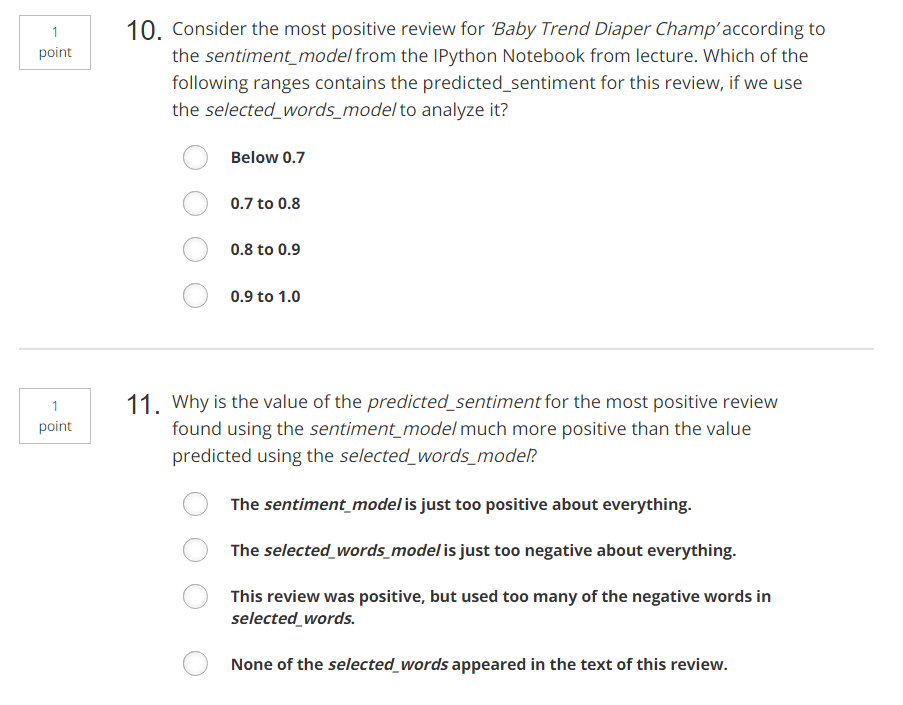 1
point
10. Consider the most positive review for ‘Baby Trend Diaper Champ’ according to
the sentiment_model from the IPython Notebook from lecture. Which of the
following ranges contains the predicted_sentiment for this review, if we use
the selected_words_model to analyze it?
Below 0.7
0.7 to 0.8
0.8 to 0.9
0.9 to 1.0
1
point
11. Why is the value of the predicted_sentiment for the most positive review
found using the sentiment_model much more positive than the value
predicted using the selected_words_model?
The sentiment_model is just too positive about everything.
The selected_words_model is just too negative about everything.
This review was positive, but used too many of the negative words in
selected_words.
None of the selected_words appeared in the text of this review.